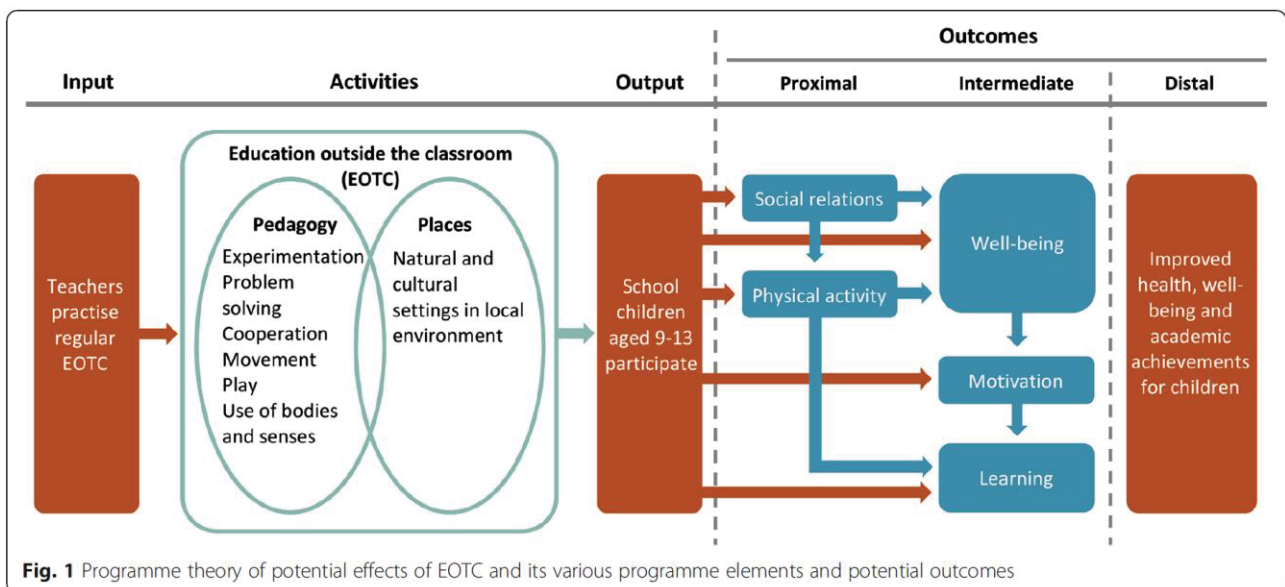 Outcomes
Input
Activities
Output
Proximal
Intermediate
Distal
Education outside the classroom
(EOTC)
Teachers
practise
regular
EOTC
Pedagogy
Experimentation
Problem
solving
Cooperation
Movement
Play
Use of bodies
and senses
Places
Natural and
cultural
settings in local
environment
School
children
aged 9-13
participate
Social relations
Physical activity
Well-being
Motivation
Learning
Improved
health, well-
being and
academic
achievements
for children
Fig. 1 Programme theory of potential effects of EOTC and its various programme elements and potential outcomes